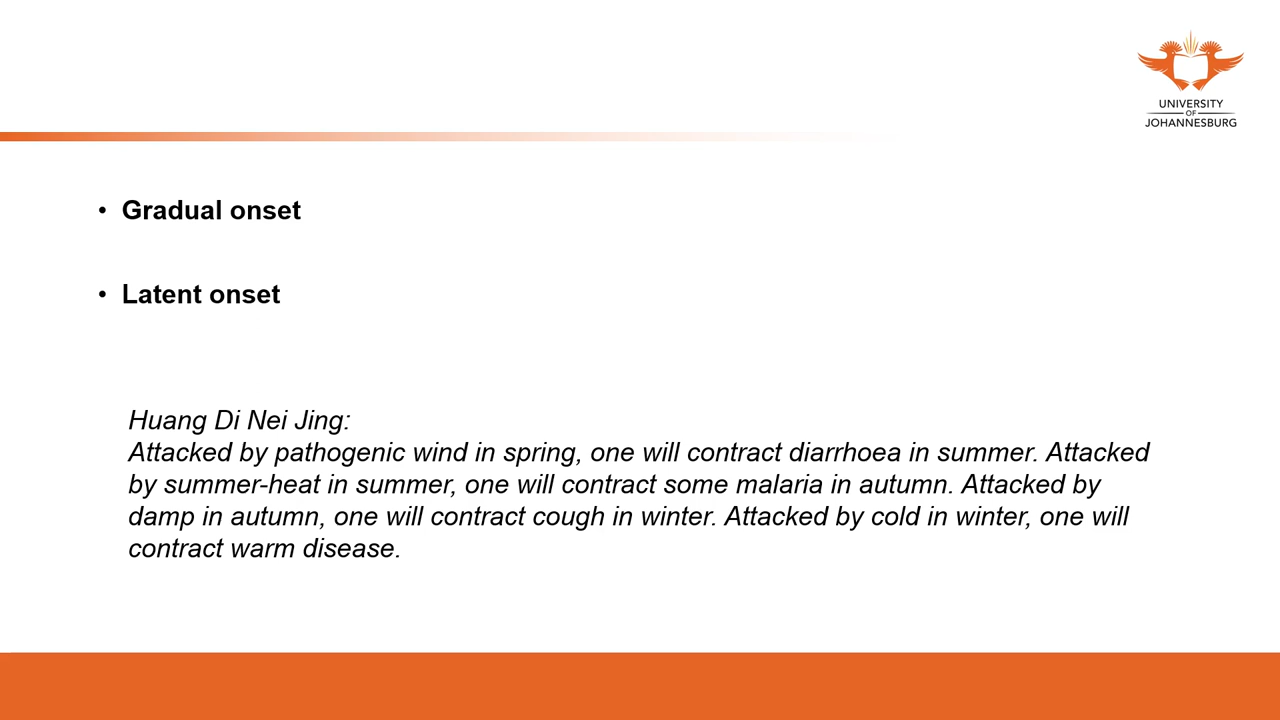 UNIVERSITY
OF
JOHANNESBURG
• Gradual onset
• Latent onset
Huang Di Nei Jing:
Attacked by pathogenic wind in spring, one will contract diarrhoea in summer. Attacked
by summer-heat in summer, one will contract some malaria in autumn. Attacked by
damp in autumn, one will contract cough in winter. Attacked by cold in winter, one will
contract warm disease.